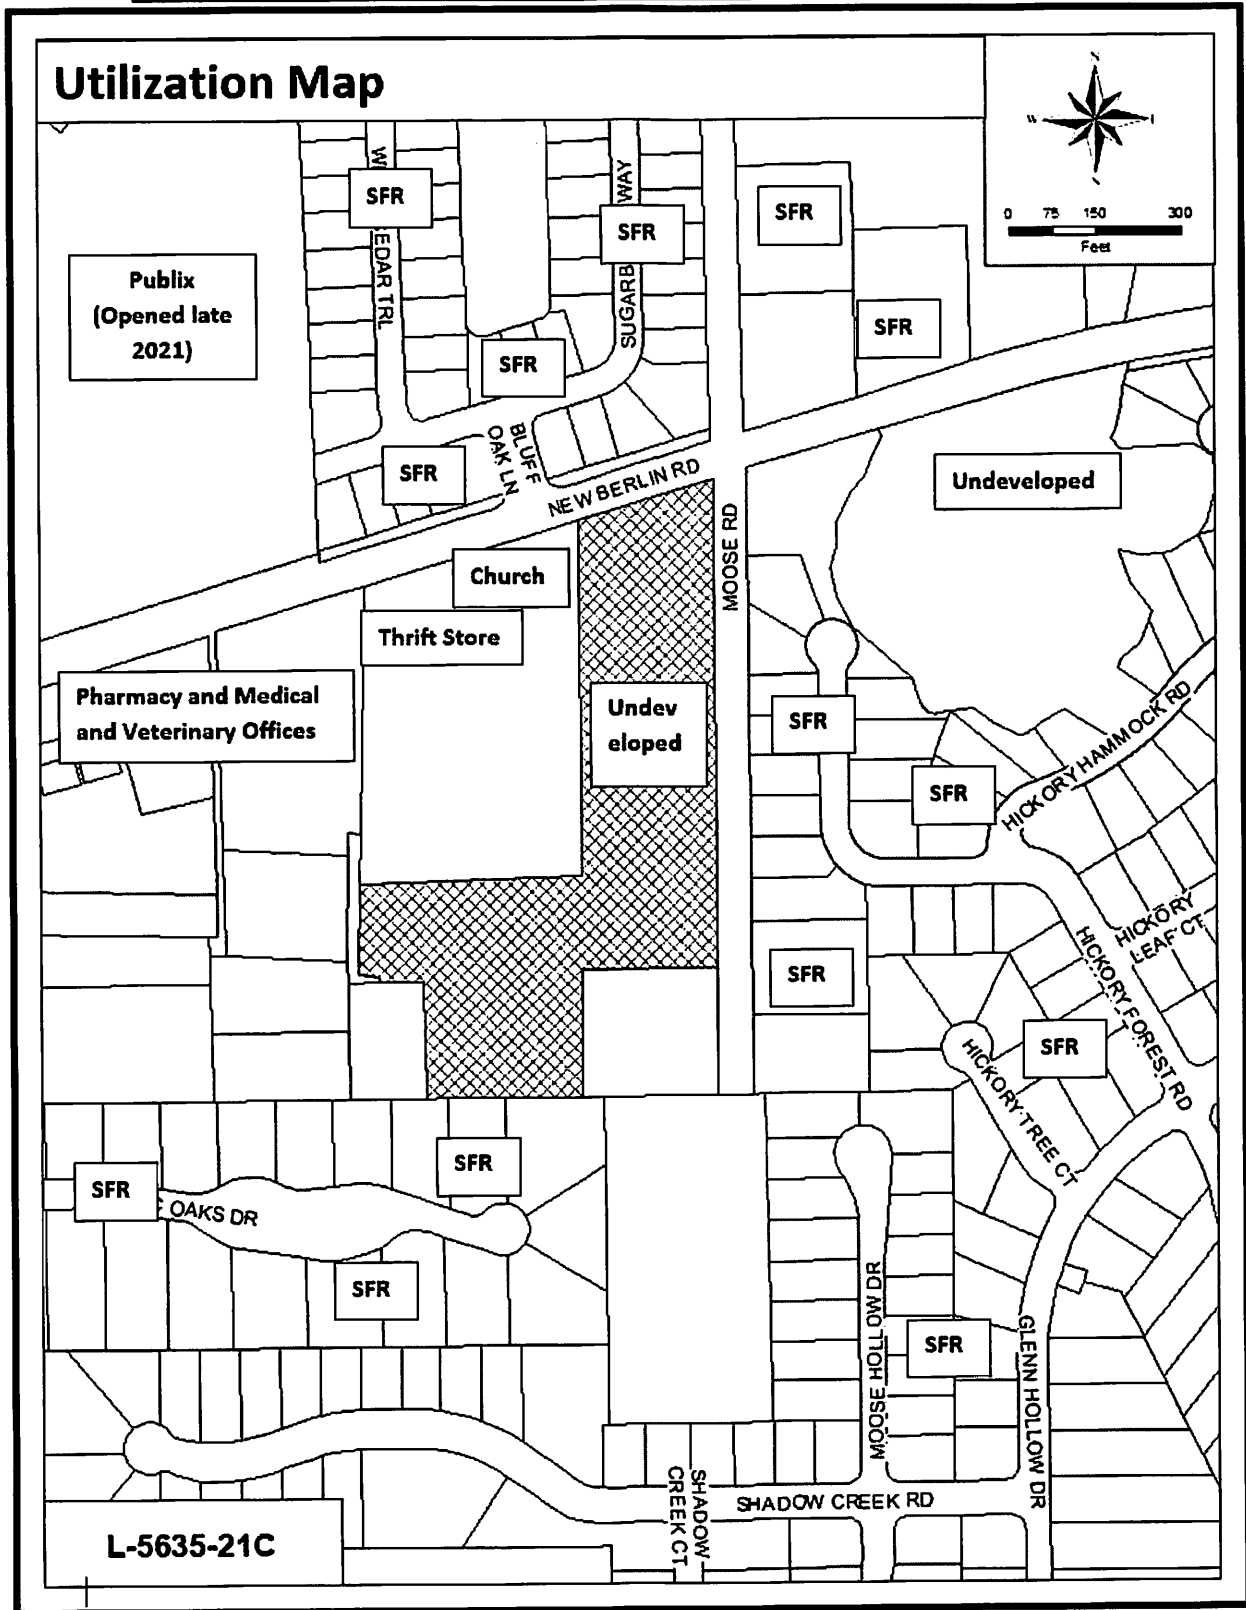 Utilization Map
N
W
0 75 150 300
Feet
SFR
EDAR TRL
SFR
WAY
SUGARB
SFR
SFR
Publix
(Opened late
2021)
SFR
SFR
BLUFF
OAK LN
NEW BERLIN RD
MOOSE RD
Undeveloped
Church
Thrift Store
Pharmacy and Medical
and Veterinary Offices
Undev
eloped
SFR
SFR
HICKORY HAMMOCK RD
HICKORY
LEAF CT
HICKORY FOREST RD
SFR
SFR
HICKORY TREE CT
SFR
SFR
OAKS DR
SFR
MOOSE HOLLOW DR
SFR
GLENN HOLLOW DR
SHADOW
CREEK CT
SHADOW CREEK RD
L-5635-21C